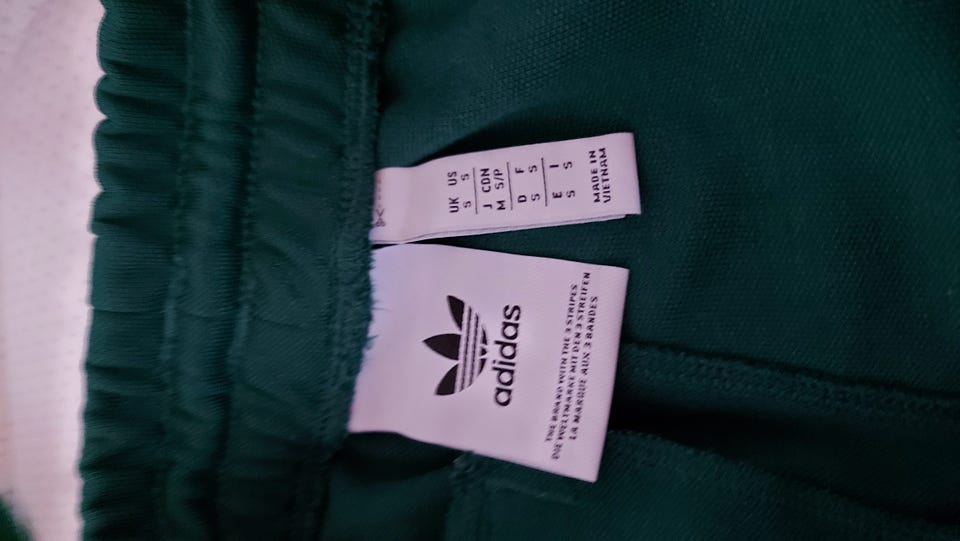 UK US
S S
J CDN
M S/P
D F
S S
E I
S S
MADE IN
VIETNAM
adidas
THE BRAND WITH THE 3 STRIPES
DIE WELTMARKE MIT DEN 3 STREIFEN
LA MARQUE AUX 3 BANDES